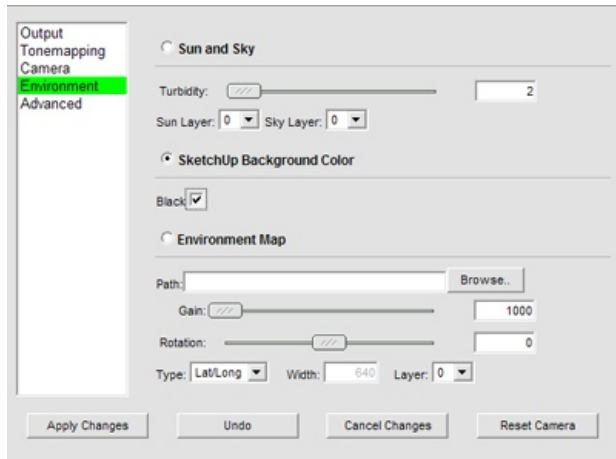 Output
Tonemapping
Camera
Environment
Advanced
Sun and Sky
Turbidity: 2
Sun Layer: 0 Sky Layer: 0
SketchUp Background Color
Black
Environment Map
Path: Browse..
Gain: 1000
Rotation: 0
Type: Lat/Long Width: 640 Layer: 0
Apply Changes Undo Cancel Changes Reset Camera